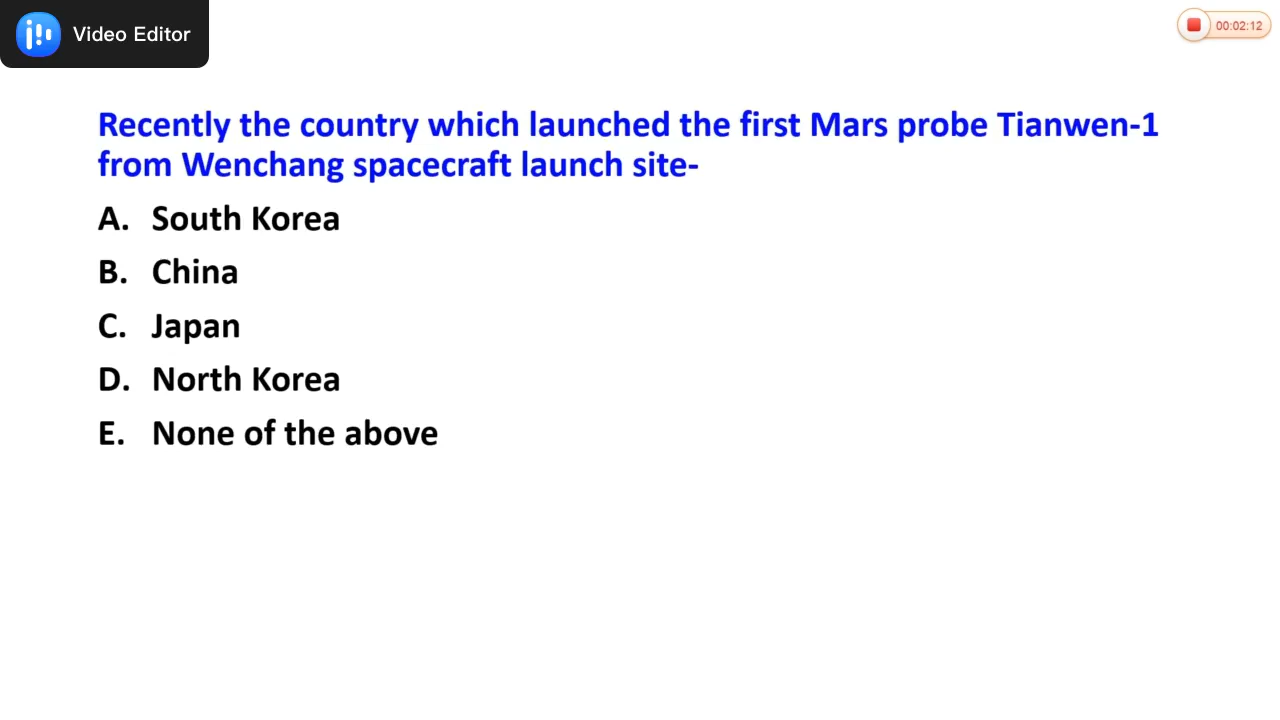 Video Editor
00:02:12
Recently the country which launched the first Mars probe Tianwen-1
from Wenchang spacecraft launch site-
A. South Korea
B. China
C. Japan
D. North Korea
E. None of the above